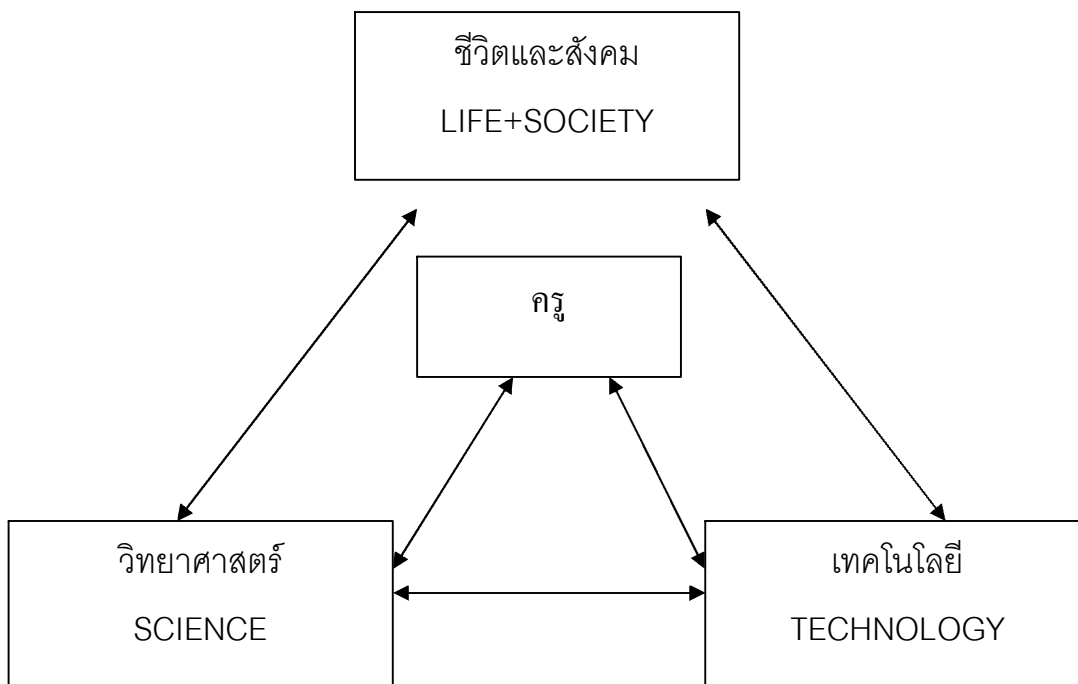 ชีวิตและสังคม
LIFE+SOCIETY
ครู
วิทยาศาสตร์
SCIENCE
เทคโนโลยี
TECHNOLOGY